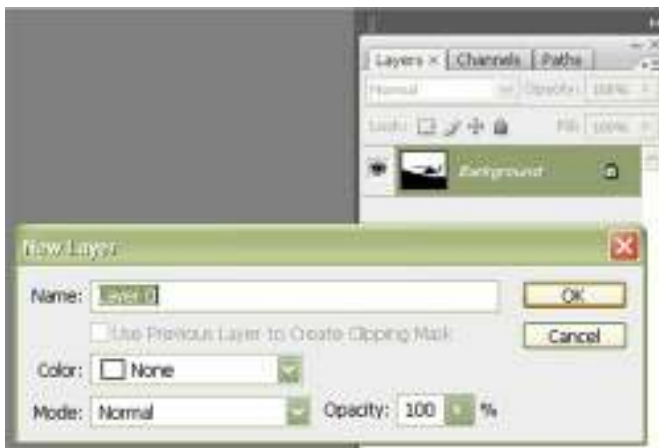 Layers × Channels Paths
Normal Opacity: 100%
Lock: Fill: 100%
Background
New Layer
Name: Layer 0 OK
Use Previous Layer to Create Clipping Mask Cancel
Color: None
Mode: Normal Opacity: 100 %